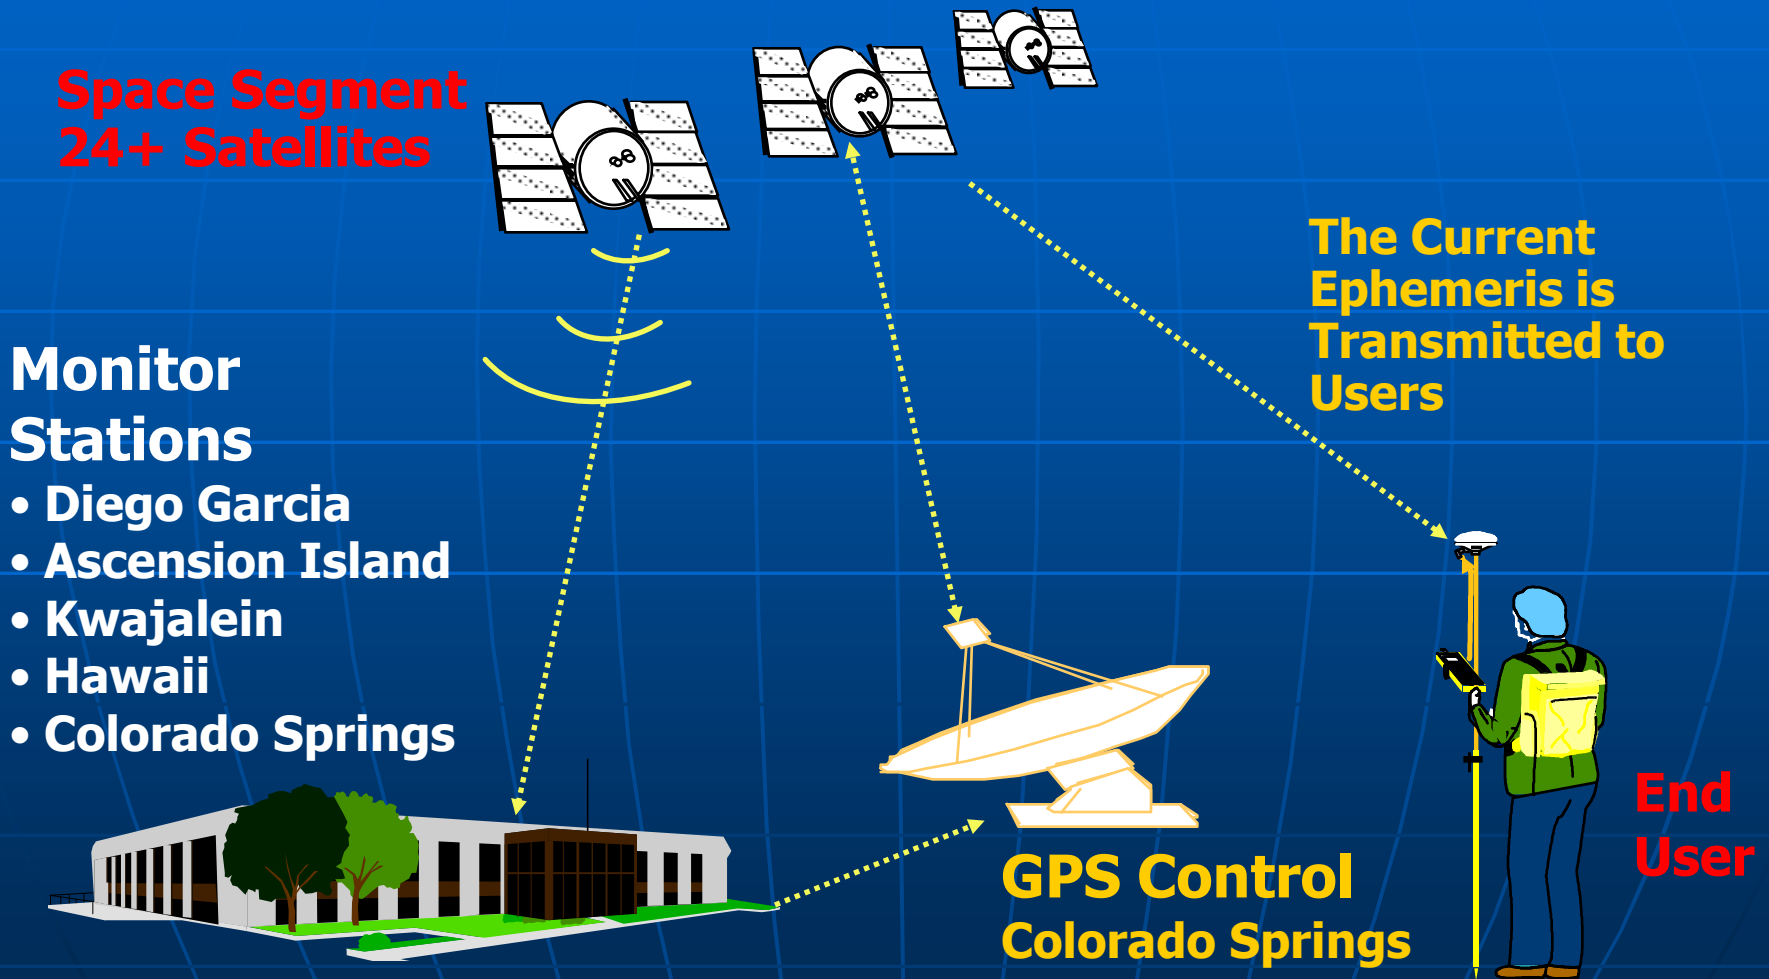 Space Segment
24+ Satellites
The Current
Ephemeris is
Transmitted to
Users
Monitor
Stations
• Diego Garcia
• Ascension Island
• Kwajalein
• Hawaii
• Colorado Springs
GPS Control
Colorado Springs
End
User